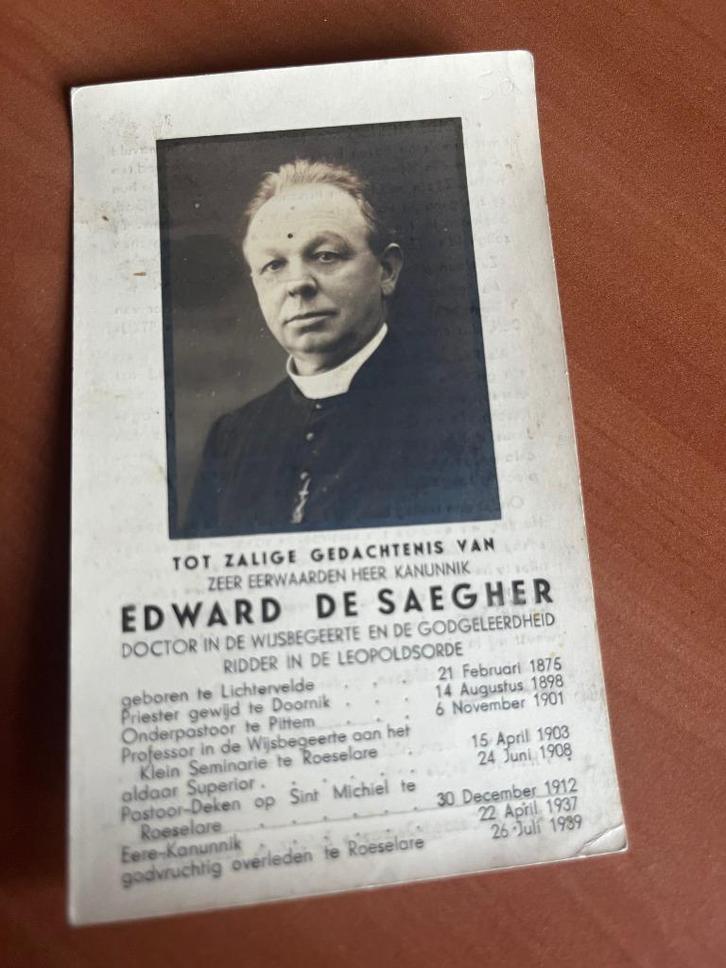 TOT ZALIGE GEDACHTENIS VAN
ZEER EERWAARDEN HEER KANUNNIK
EDWARD DE SAEGHER
DOCTOR IN DE WIJSBEGEERTE EN DE GODGELEERDHEID
RIDDER IN DE LEOPOLDSORDE
geboren te Lichtervelde . . . 21 Februari 1875
Priester gewijd te Doornik . . . 14 Augustus 1898
Onderpastoor te Pittem . . . 6 November 1901
Professor in de Wijsbegeerte aan het
Klein Seminarie te Roeselare . 15 April 1903
aldaar Superior . . . . . . 24 Juni 1908
Pastoor-Deken op Sint Michiel te
Roeselare . . . . . . 30 December 1912
Eere-Kanunnik . . . . . . 22 April 1937
godvruchtig overleden te Roeselare 26 Juli 1939